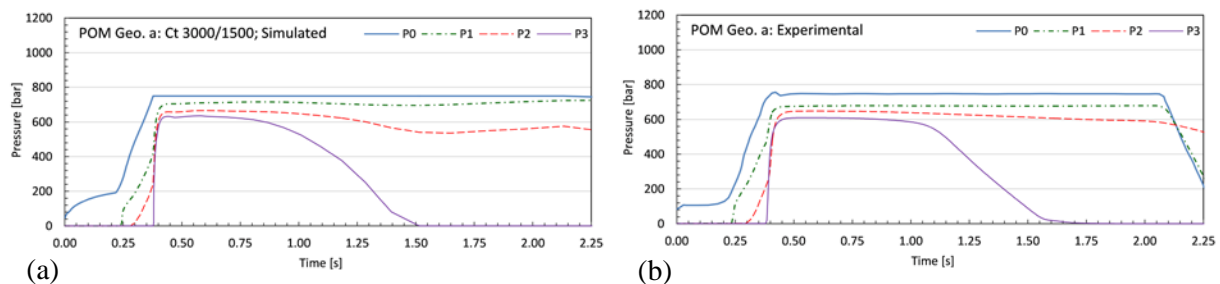 1200
POM Geo. a: Ct 3000/1500; Simulated P0 P1 P2 P3
1000
800
600
400
200
0
Pressure [bar]
0.00 0.25 0.50 0.75 1.00 1.25 1.50 1.75 2.00 2.25
Time [s]
(a)
1200
POM Geo. a: Experimental P0 P1 P2 P3
1000
800
600
400
200
0
Pressure [bar]
0.00 0.25 0.50 0.75 1.00 1.25 1.50 1.75 2.00 2.25
Time [s]
(b)